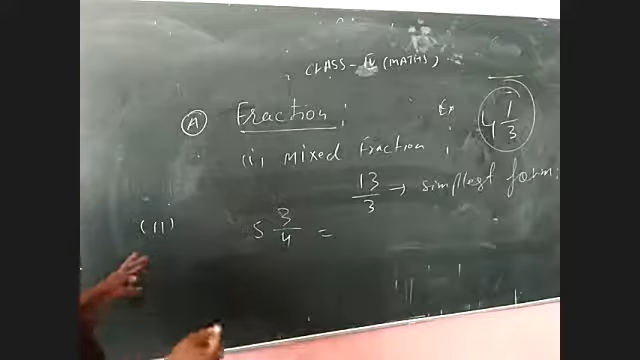 CLASS - IV (MATHS)
(A) Fraction :
(i) Mixed Fraction ; Ex 4 1/3
13/3 → simplest form:
(II) 5 3/4 =